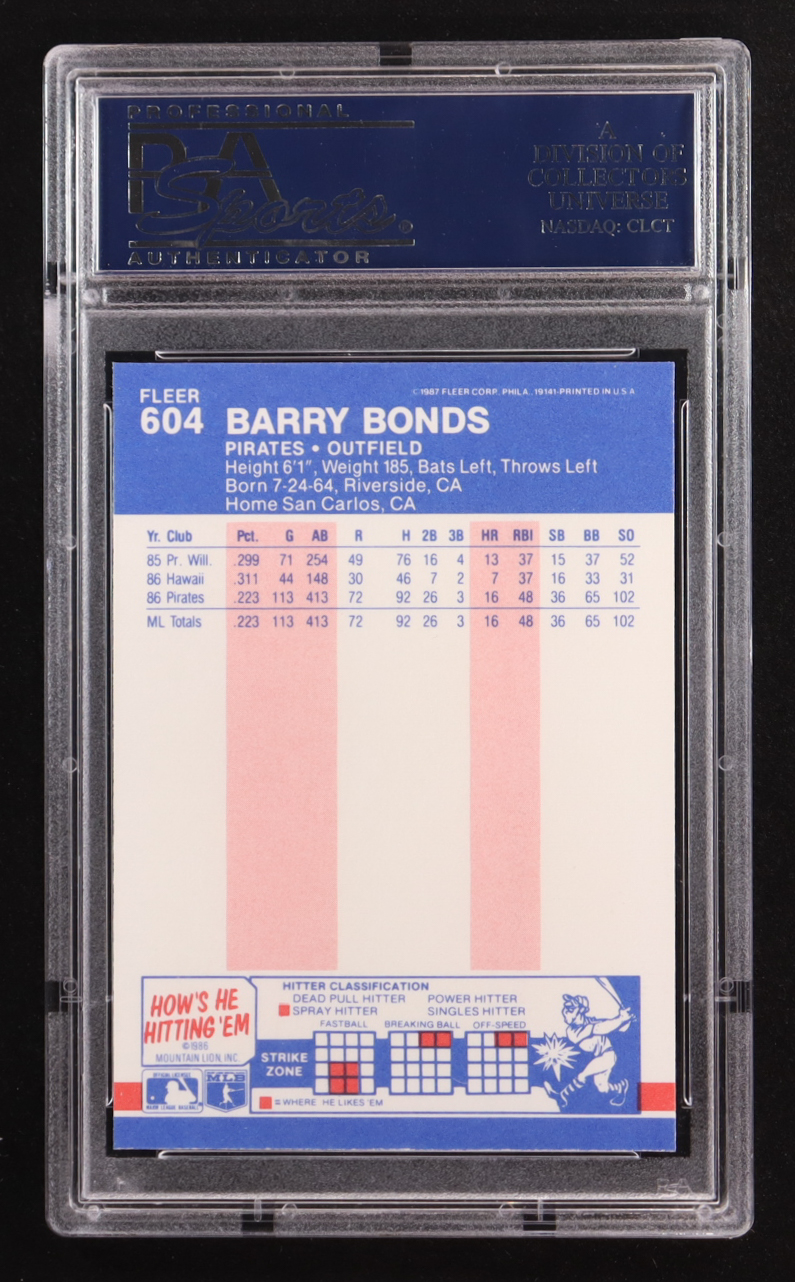 PROFESSIONAL
PSA
Sports®
AUTHENTICATOR
A
DIVISION OF
COLLECTORS
UNIVERSE
NASDAQ: CLCT
FLEER
©1987 FLEER CORP. PHILA., 19141-PRINTED IN U.S.A
604 BARRY BONDS
PIRATES • OUTFIELD
Height 6'1", Weight 185, Bats Left, Throws Left
Born 7-24-64, Riverside, CA
Home San Carlos, CA
Yr. Club Pct. G AB R H 2B 3B HR RBI SB BB SO
85 Pr. Will. .299 71 254 49 76 16 4 13 37 15 37 52
86 Hawaii .311 44 148 30 46 7 2 7 37 16 33 31
86 Pirates .223 113 413 72 92 26 3 16 48 36 65 102
ML Totals .223 113 413 72 92 26 3 16 48 36 65 102
HOW'S HE
HITTING 'EM
©1986
MOUNTAIN LION, INC.
HITTER CLASSIFICATION
DEAD PULL HITTER POWER HITTER
SPRAY HITTER SINGLES HITTER
FASTBALL BREAKING BALL OFF-SPEED
STRIKE
ZONE
= WHERE HE LIKES 'EM
OFFICIAL LICENSEE
MAJOR LEAGUE BASEBALL
MLB
PSA